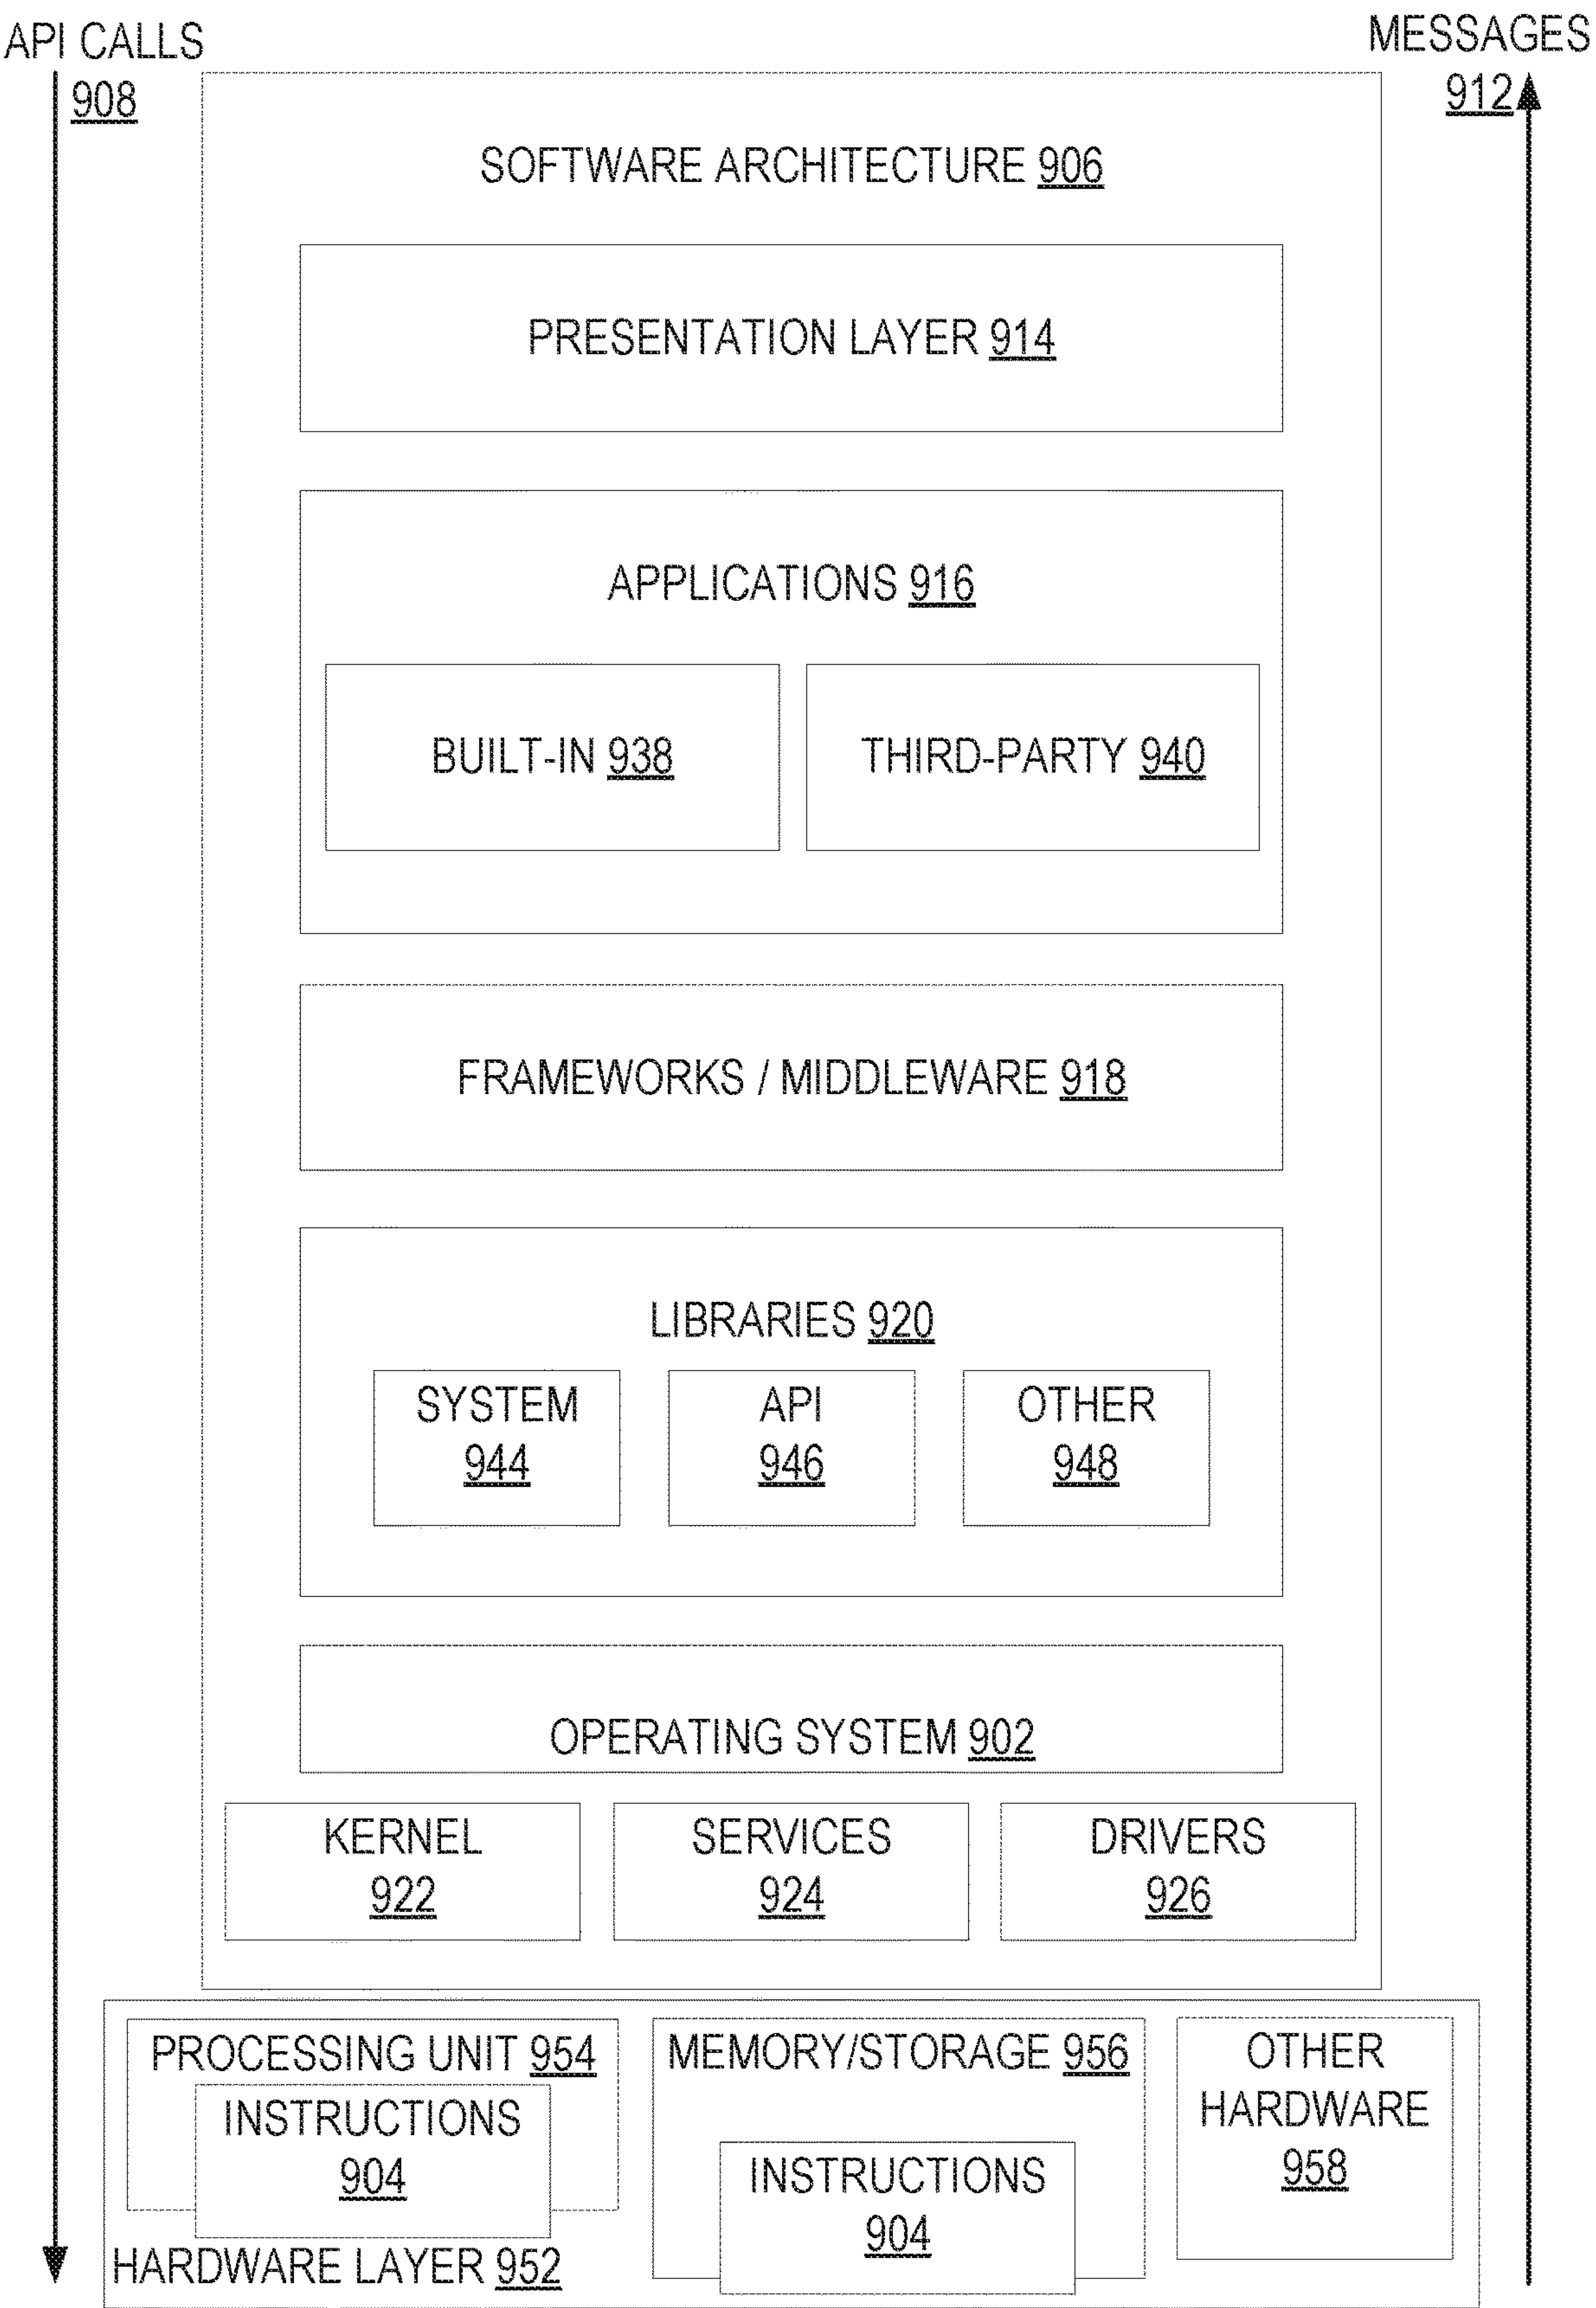 API CALLS
908
MESSAGES
912
SOFTWARE ARCHITECTURE 906
PRESENTATION LAYER 914
APPLICATIONS 916
BUILT-IN 938
THIRD-PARTY 940
FRAMEWORKS / MIDDLEWARE 918
LIBRARIES 920
SYSTEM
944
API
946
OTHER
948
OPERATING SYSTEM 902
KERNEL
922
SERVICES
924
DRIVERS
926
PROCESSING UNIT 954
INSTRUCTIONS
904
MEMORY/STORAGE 956
INSTRUCTIONS
904
OTHER
HARDWARE
958
HARDWARE LAYER 952